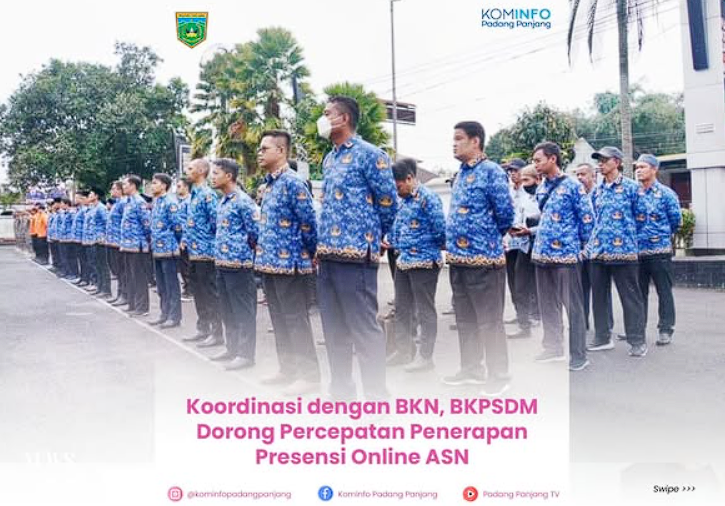 KOMINFO
Padang Panjang
Koordinasi dengan BKN, BKPSDM
Dorong Percepatan Penerapan
Presensi Online ASN
@kominfopadangpanjang
Kominfo Padang Panjang
Padang Panjang TV
Swipe >>>